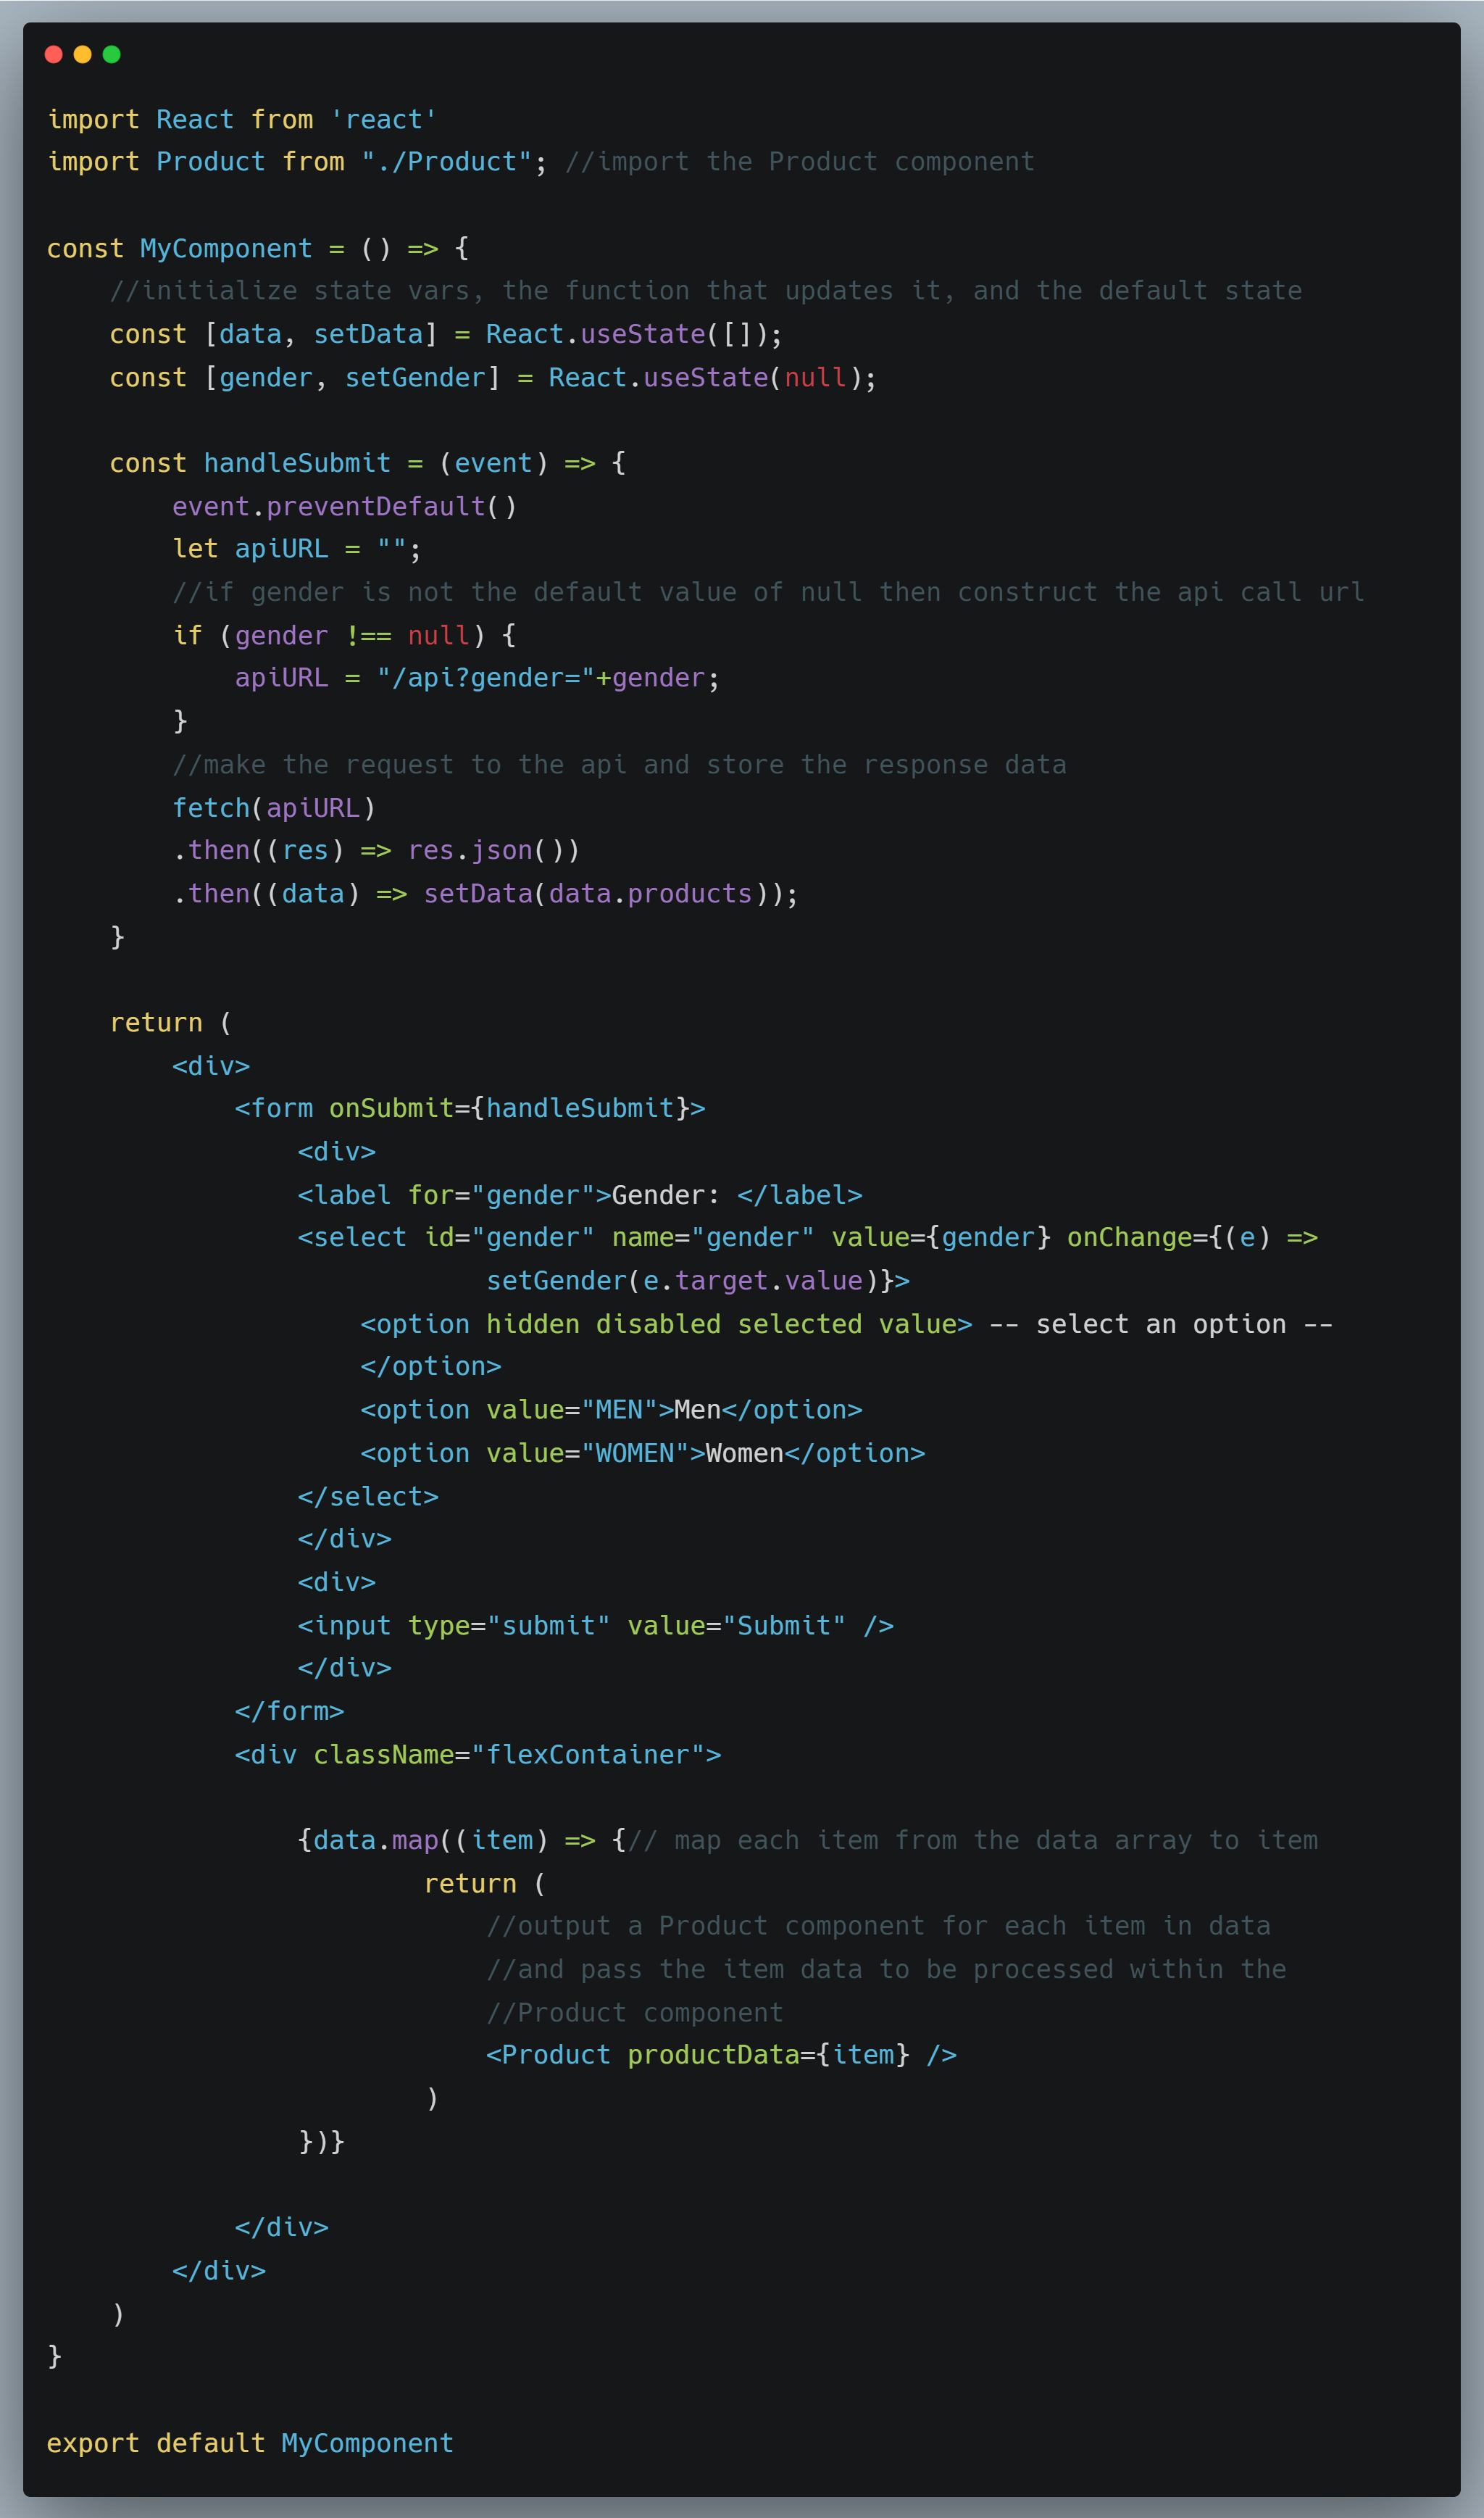 import React from 'react'
import Product from "./Product"; //import the Product component

const MyComponent = () => {
    //initialize state vars, the function that updates it, and the default state
    const [data, setData] = React.useState([]);
    const [gender, setGender] = React.useState(null);

    const handleSubmit = (event) => {
        event.preventDefault()
        let apiURL = "";
        //if gender is not the default value of null then construct the api call url
        if (gender !== null) {
            apiURL = "/api?gender="+gender;
        }
        //make the request to the api and store the response data
        fetch(apiURL)
        .then((res) => res.json())
        .then((data) => setData(data.products));
    }

    return (
        <div>
            <form onSubmit={handleSubmit}>
                <div>
                <label for="gender">Gender: </label>
                <select id="gender" name="gender" value={gender} onChange={(e) =>
                            setGender(e.target.value)}>
                    <option hidden disabled selected value> -- select an option --
                    </option>
                    <option value="MEN">Men</option>
                    <option value="WOMEN">Women</option>
                </select>
                </div>
                <div>
                <input type="submit" value="Submit" />
                </div>
            </form>
            <div className="flexContainer">

                {data.map((item) => {// map each item from the data array to item
                        return (
                            //output a Product component for each item in data
                            //and pass the item data to be processed within the
                            //Product component
                            <Product productData={item} />
                        )
                })}

            </div>
        </div>
    )
}

export default MyComponent